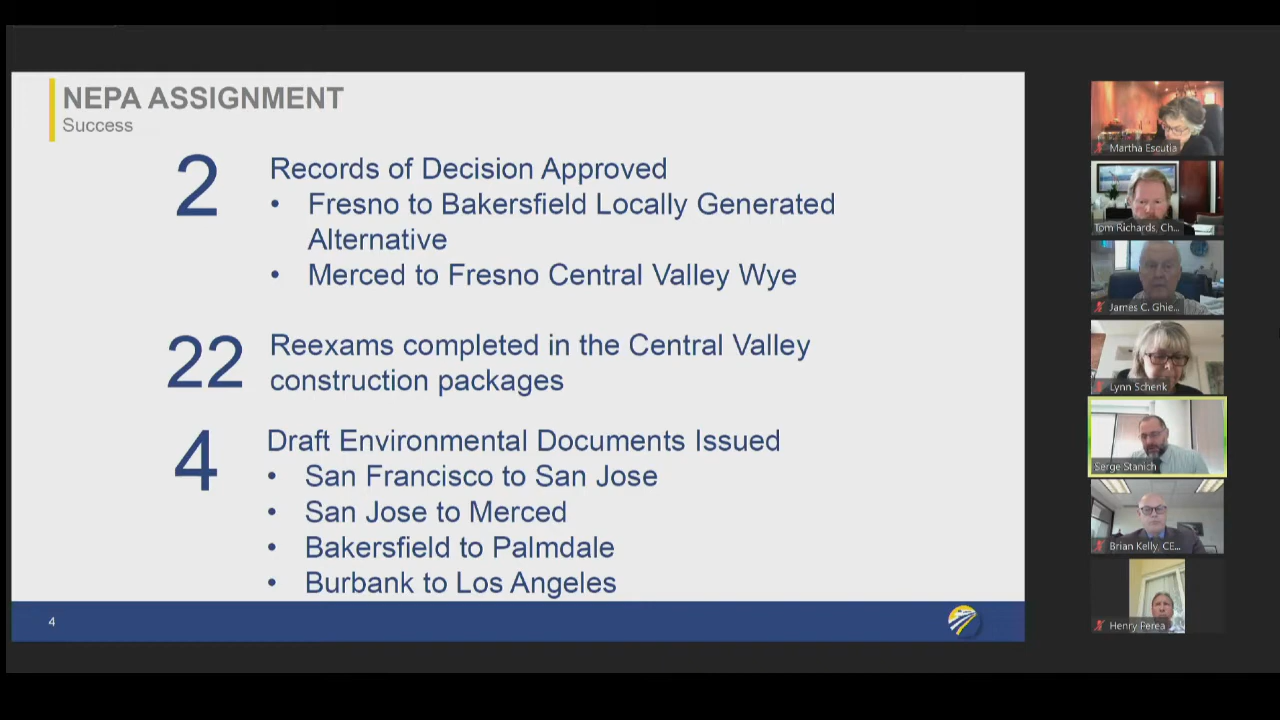 NEPA ASSIGNMENT
Success
2
Records of Decision Approved
• Fresno to Bakersfield Locally Generated
Alternative
• Merced to Fresno Central Valley Wye
22
Reexams completed in the Central Valley
construction packages
4
Draft Environmental Documents Issued
• San Francisco to San Jose
• San Jose to Merced
• Bakersfield to Palmdale
• Burbank to Los Angeles
4
Martha Escutia
Tom Richards, Ch...
James C. Ghie...
Lynn Schenk
Serge Stanich
Brian Kelly, CE...
Henry Perea